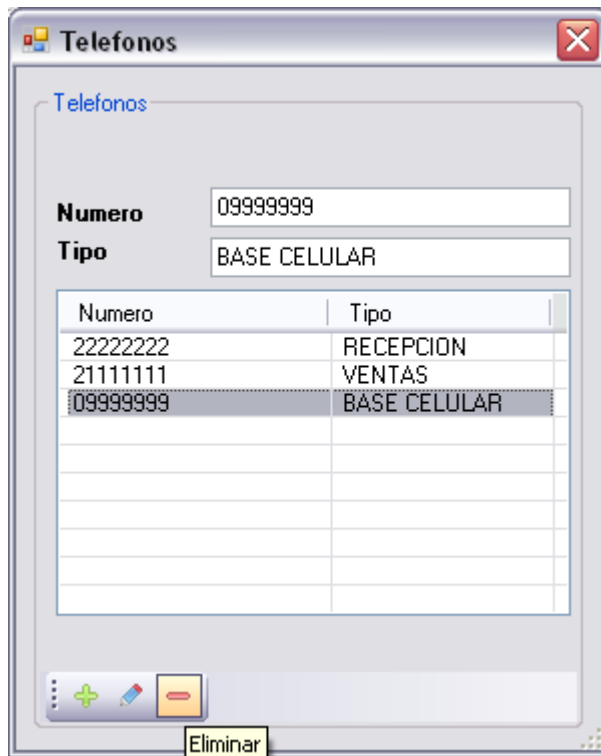 Telefonos
Telefonos
Numero 09999999
Tipo BASE CELULAR
Numero Tipo
22222222 RECEPCION
21111111 VENTAS
09999999 BASE CELULAR
Eliminar